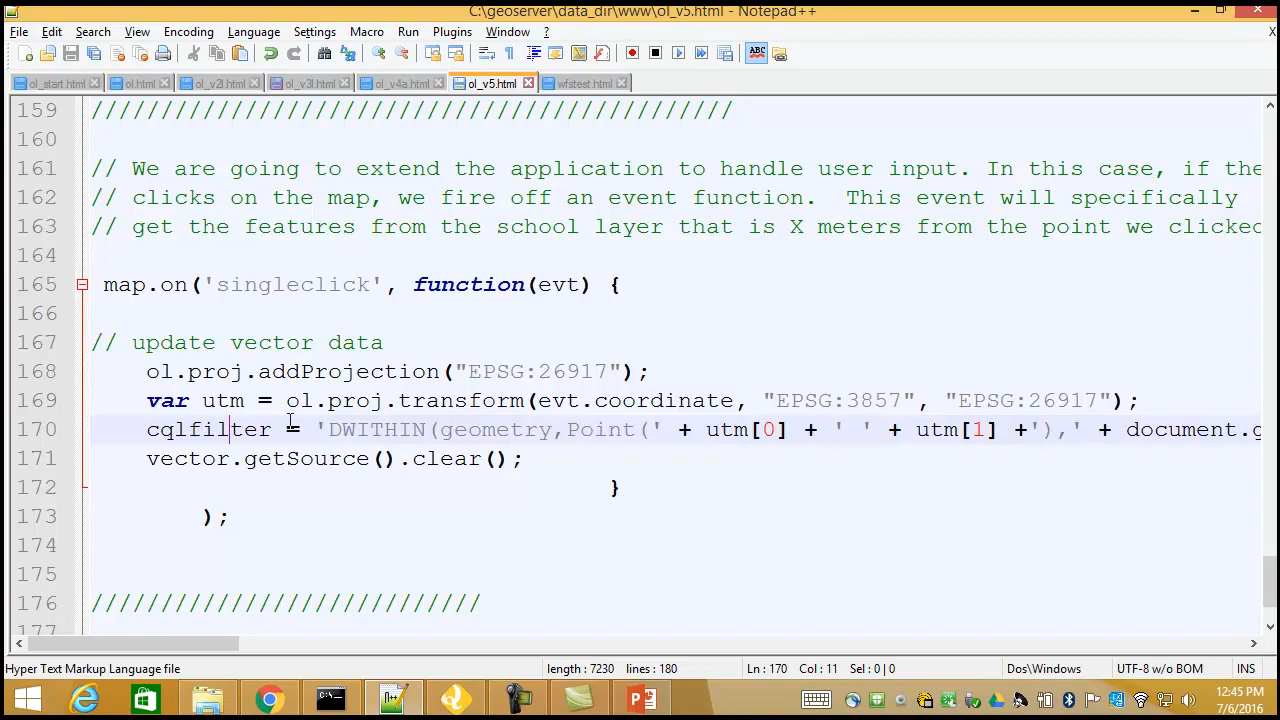 C:\geoserver\data_dir\www\ol_v5.html - Notepad++
File Edit Search View Encoding Language Settings Macro Run Plugins Window ? X
ABC
ol_start.html ol.html ol_v2l.html ol_v3l.html ol_v4a.html ol_v5.html wfstest.html
159 ////////////////////////////////////////////////
160
161 // We are going to extend the application to handle user input. In this case, if the
162 // clicks on the map, we fire off an event function.  This event will specifically
163 // get the features from the school layer that is X meters from the point we clicked
164
165 map.on('singleclick', function(evt) {
166
167 // update vector data
168 ol.proj.addProjection("EPSG:26917");
169 var utm = ol.proj.transform(evt.coordinate, "EPSG:3857", "EPSG:26917");
170 cqlfilter = 'DWITHIN(geometry,Point(' + utm[0] + ' ' + utm[1] +'),' + document.g
171 vector.getSource().clear();
172 }
173 );
174
175
176 ////////////////////////////
177
Hyper Text Markup Language file length : 7230 lines : 180 Ln : 170 Col : 11 Sel : 0 | 0 Dos\Windows UTF-8 w/o BOM INS
12:45 PM
7/6/2016